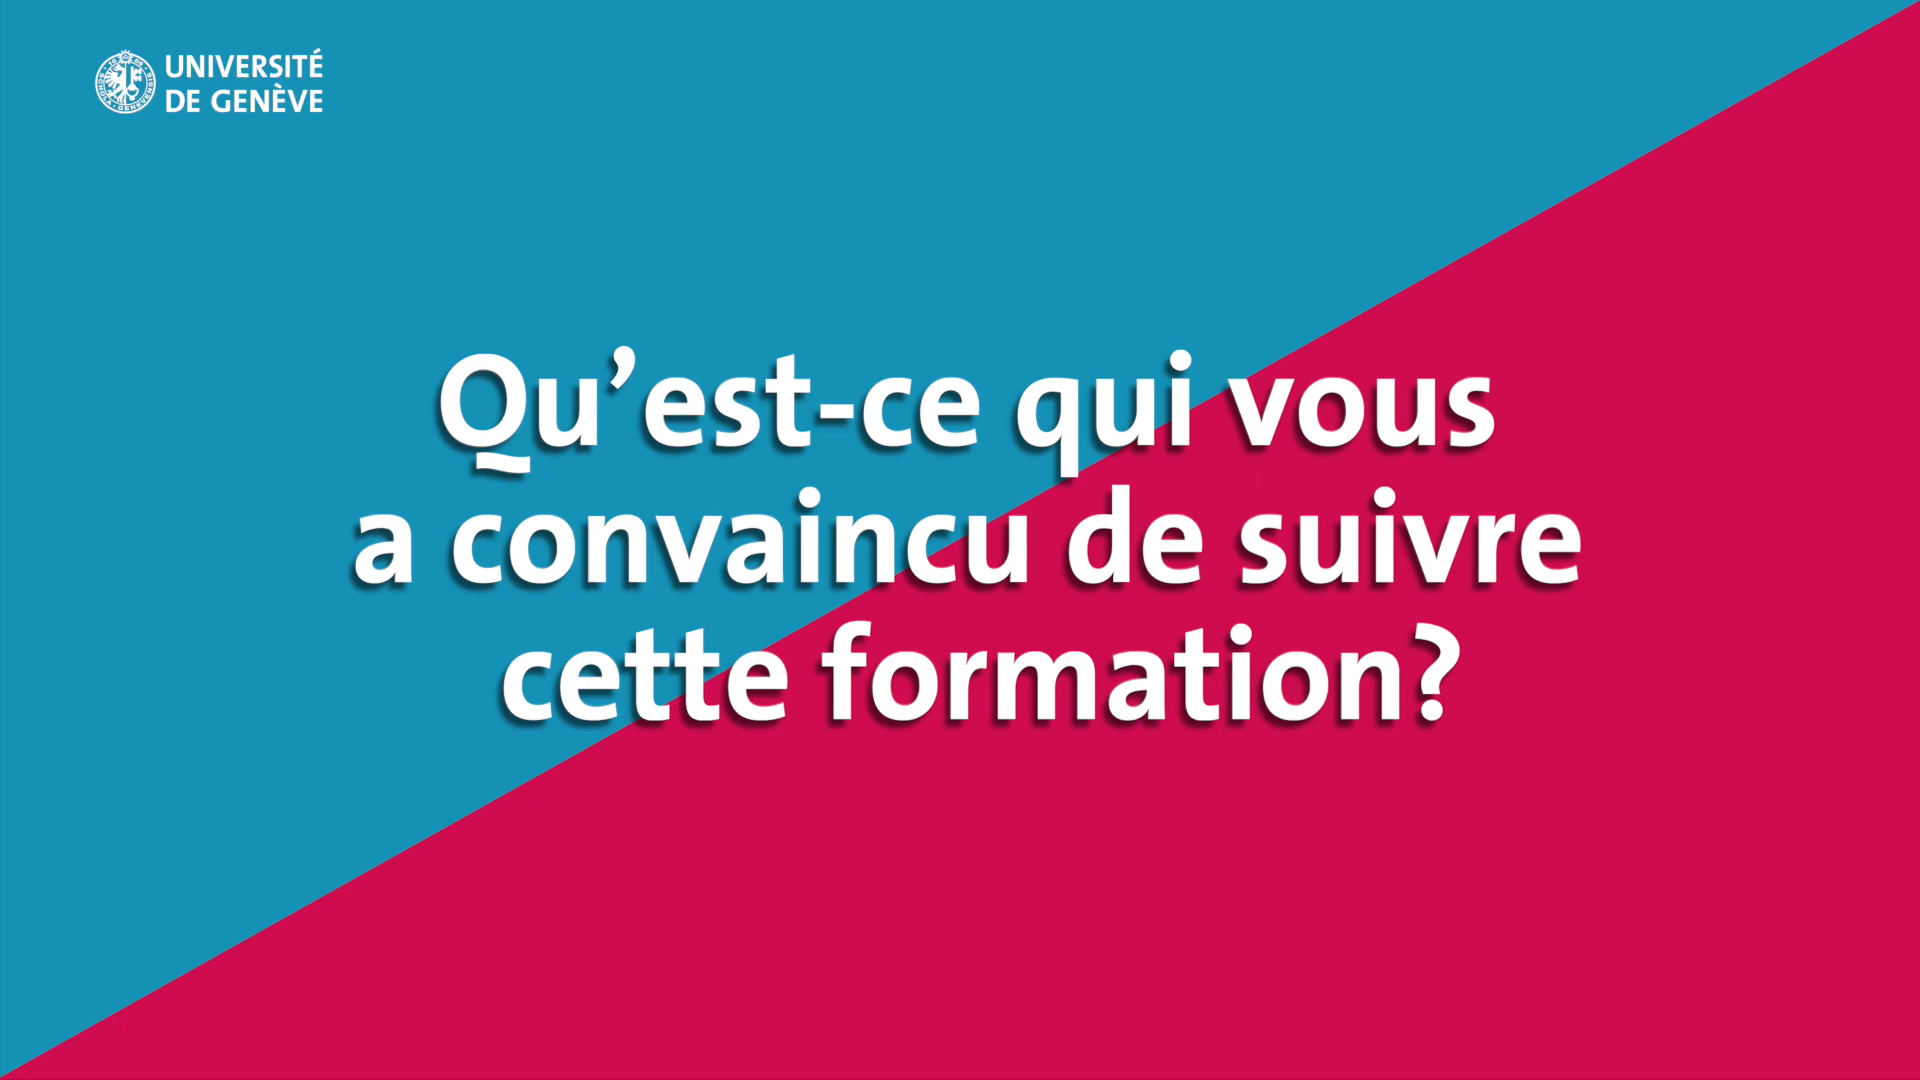 UNIVERSITÉ
DE GENÈVE
Qu’est-ce qui vous
a convaincu de suivre
cette formation?